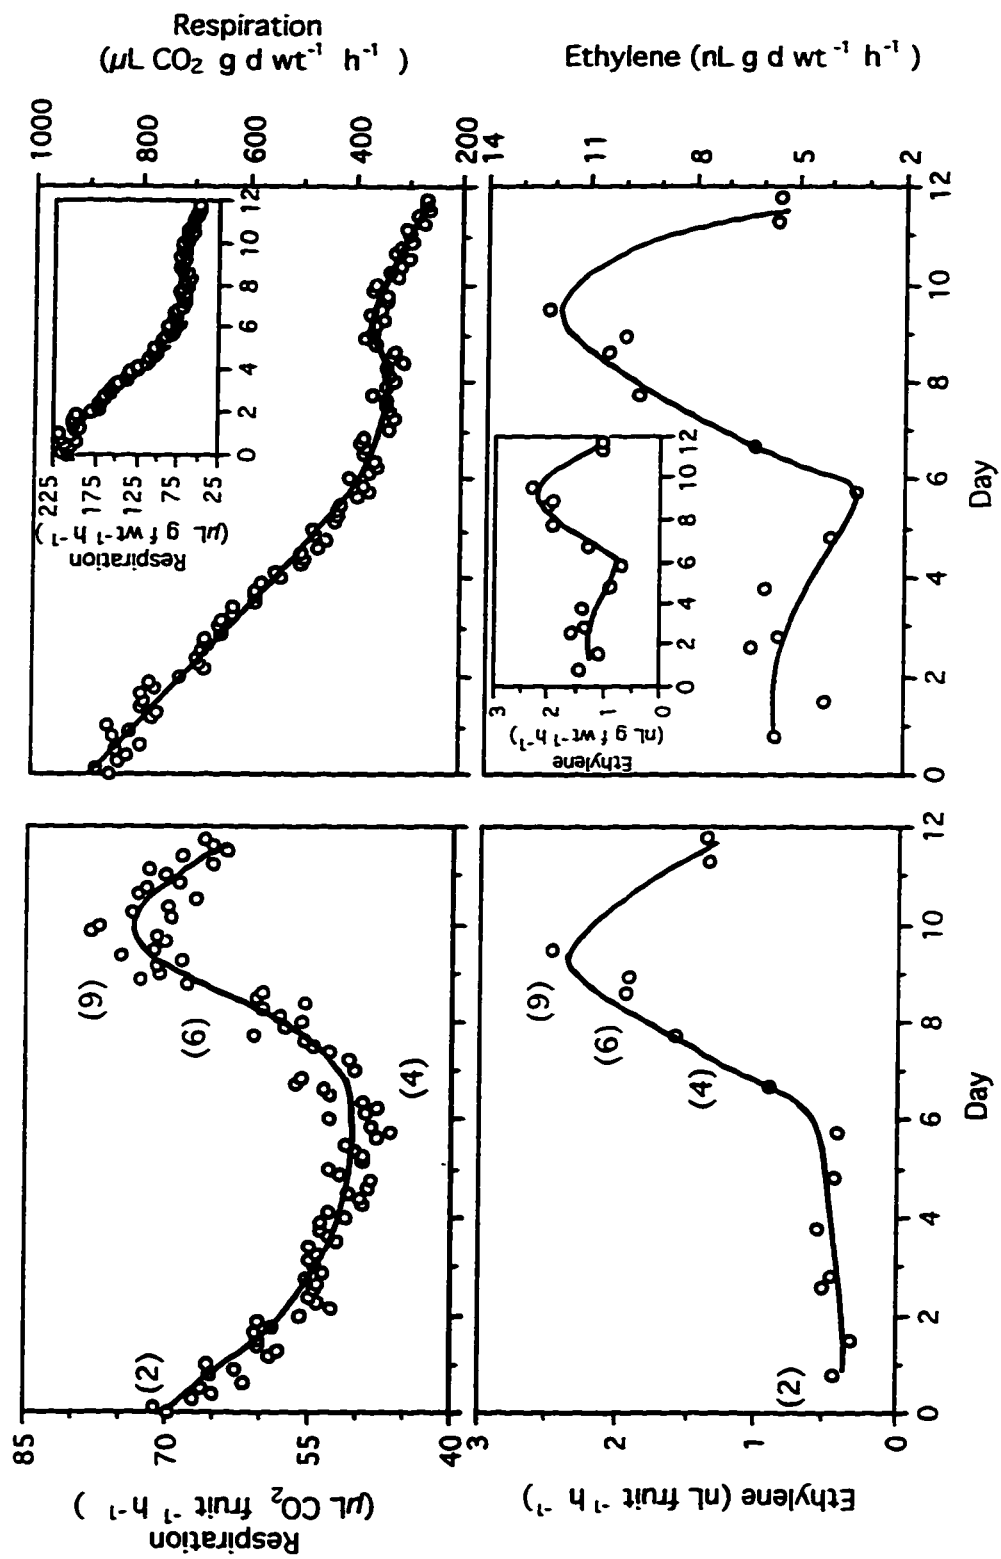 Respiration
(µL CO₂ fruit⁻¹ h⁻¹)
85
70
55
40
(2)
(4)
(6)
(9)
Respiration
(µL CO₂ g d wt⁻¹ h⁻¹)
1000
800
600
400
200
Respiration
(µL g f wt⁻¹ h⁻¹)
225
175
125
75
25
0 2 4 6 8 10 12
Ethylene (nL fruit⁻¹ h⁻¹)
3
2
1
0
(2)
(4)
(6)
(9)
0 2 4 6 8 10 12
Day
Ethylene (nL g d wt⁻¹ h⁻¹)
14
11
8
5
2
Ethylene
(nL g f wt⁻¹ h⁻¹)
3
2
1
0
0 2 4 6 8 10 12
0 2 4 6 8 10 12
Day